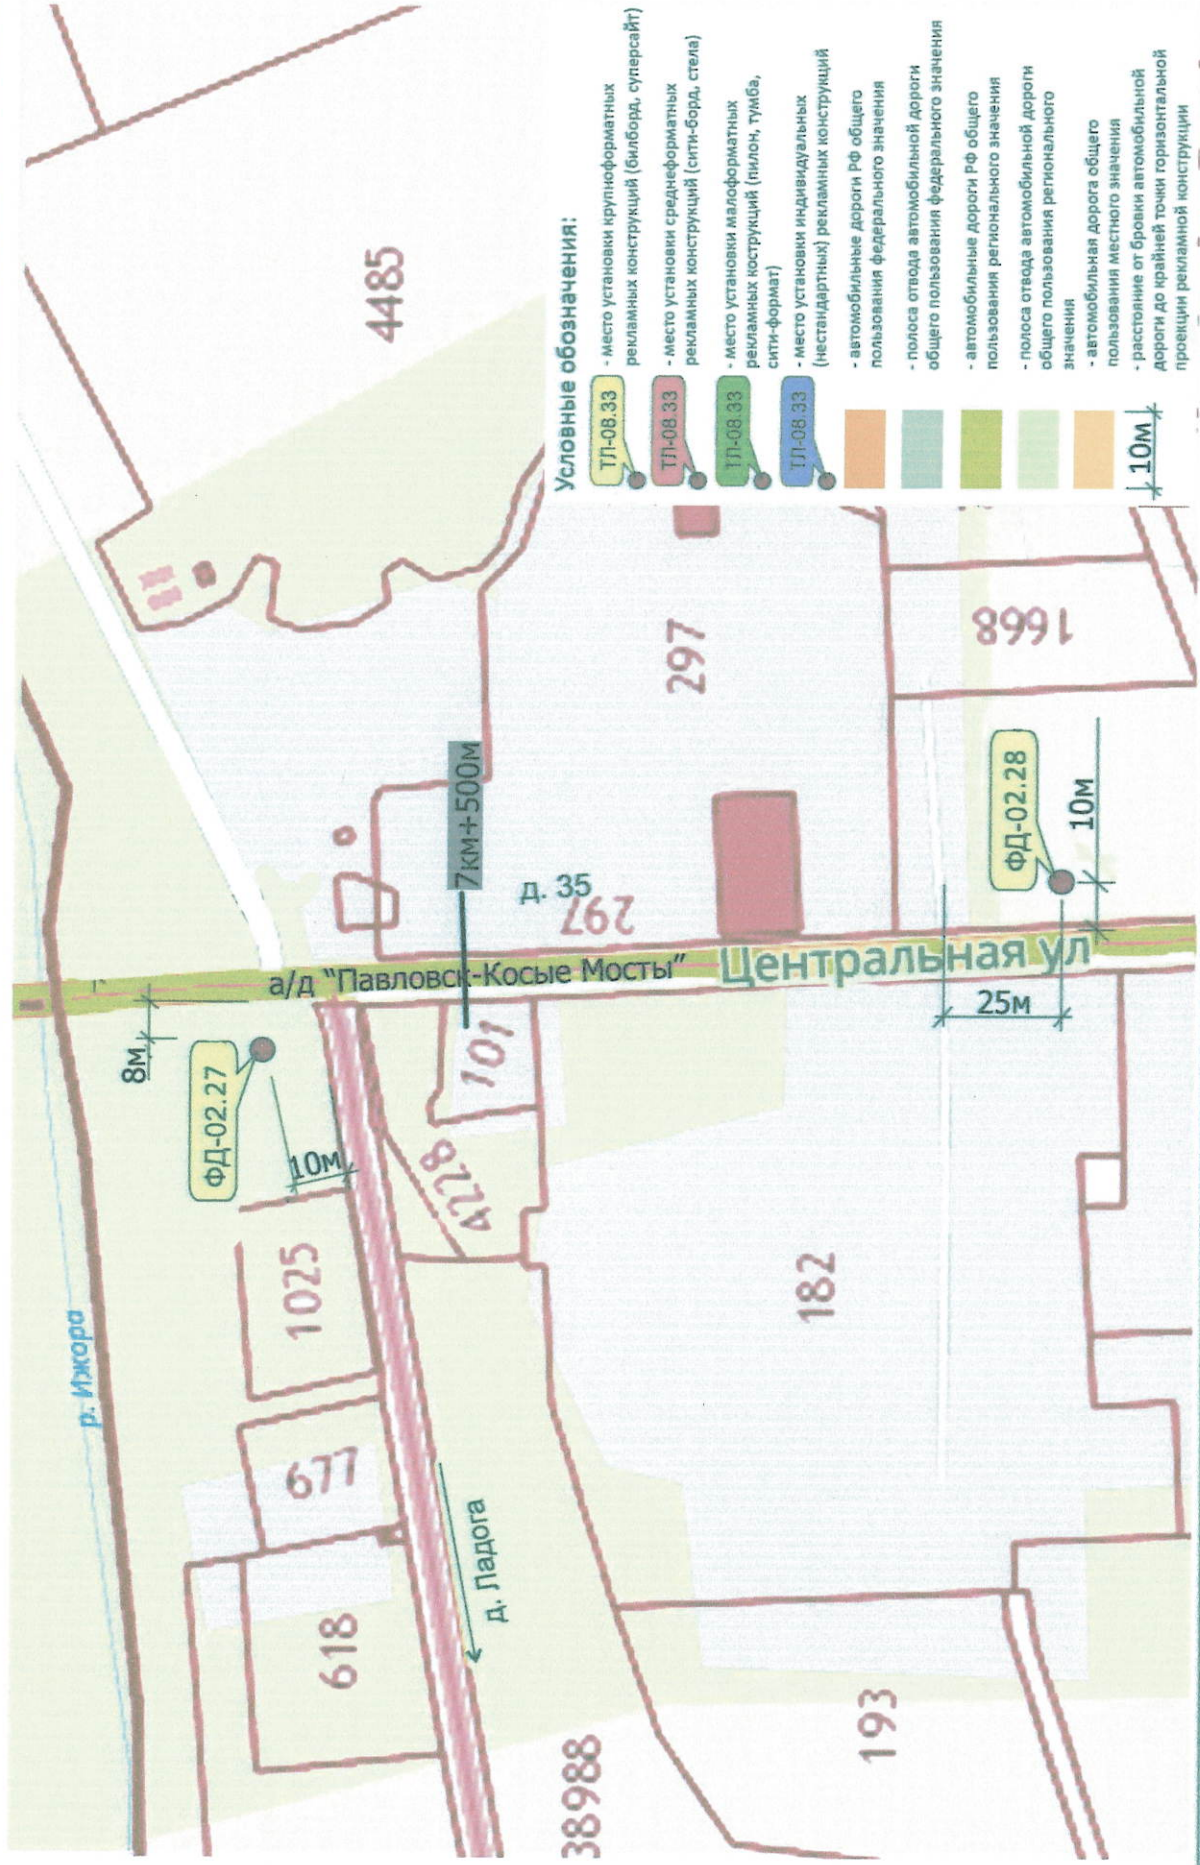 р. Ижора
8м
ФД-02.27
10м
а/д "Павловск-Косые Мосты"
Центральная ул
7км+500м
д. 35
297
297
4485
1668
101
4228
1025
677
618
д. Ладога
182
193
38988
ФД-02.28
10м
25м
Условные обозначения:
ТЛ-08.33
- место установки крупноформатных
рекламных конструкций (билборд, суперсайт)
ТЛ-08.33
- место установки среднеформатных
рекламных конструкций (сити-борд, стела)
ТЛ-08.33
- место установки малоформатных
рекламных кострукций (пилон, тумба,
сити-формат)
ТЛ-08.33
- место установки индивидуальных
(нестандартных) рекламных конструкций
- автомобильные дороги РФ общего
пользования федерального значения
- полоса отвода автомобильной дороги
общего пользования федерального значения
- автомобильные дороги РФ общего
пользования регионального значения
- полоса отвода автомобильной дороги
общего пользования регионального
значения
- автомобильная дорога общего
пользования местного значения
10м
- расстояние от бровки автомобильной
дороги до крайней точки горизонтальной
проекции рекламной конструкции